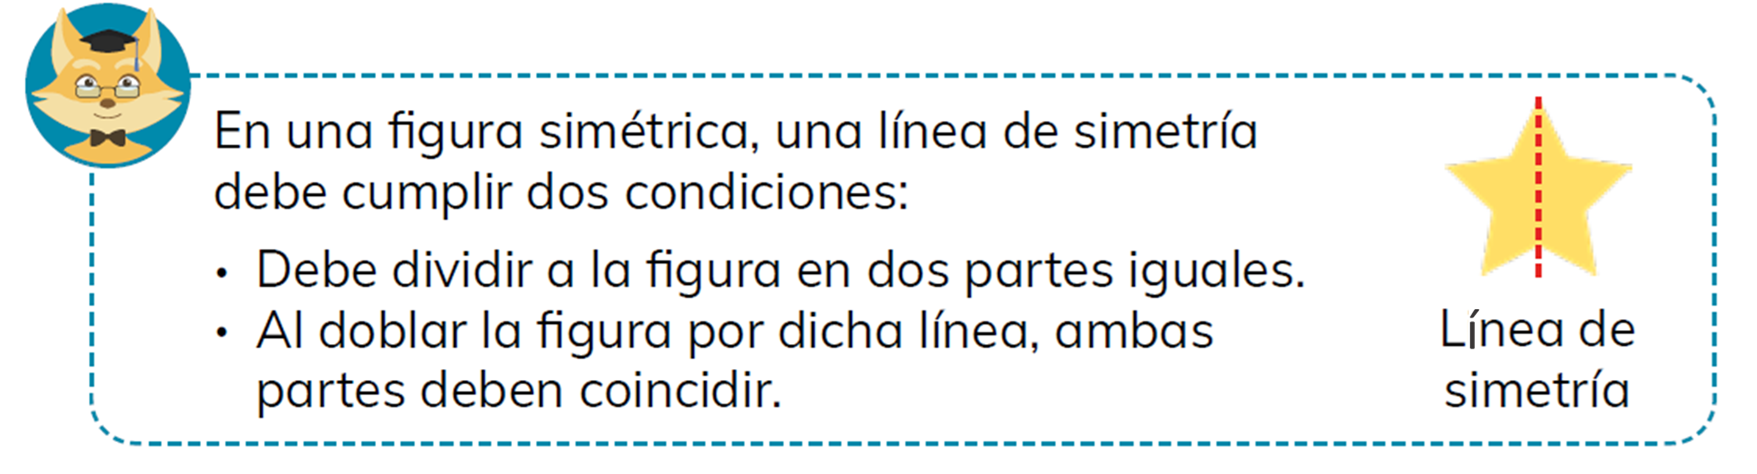 En una figura simétrica, una línea de simetría
debe cumplir dos condiciones:
• Debe dividir a la figura en dos partes iguales.
• Al doblar la figura por dicha línea, ambas
partes deben coincidir.
Línea de
simetría